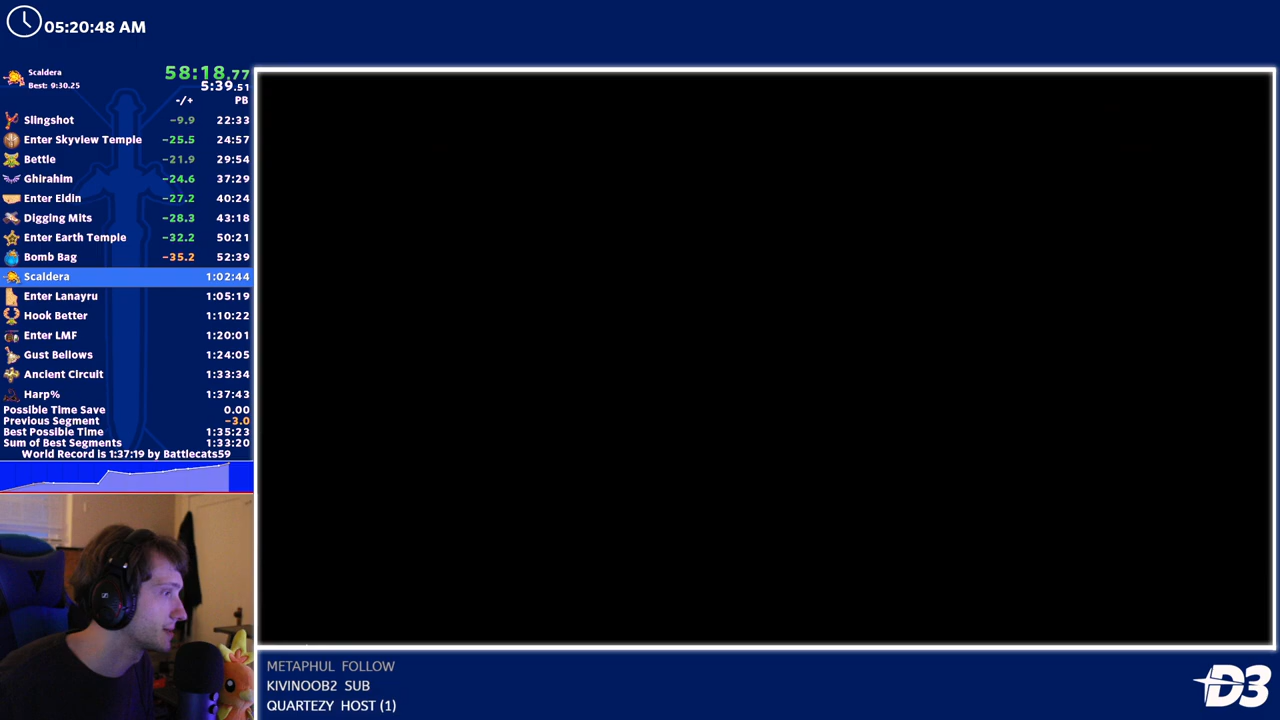 05:20:48 AM
Scaldera
58:18.77
Best: 9:30.25
5:39.51
-/+ PB
Slingshot -9.9 22:33
Enter Skyview Temple -25.5 24:57
Bettle -21.9 29:54
Ghirahim -24.6 37:29
Enter Eldin -27.2 40:24
Digging Mits -28.3 43:18
Enter Earth Temple -32.2 50:21
Bomb Bag -35.2 52:39
Scaldera 1:02:44
Enter Lanayru 1:05:19
Hook Better 1:10:22
Enter LMF 1:20:01
Gust Bellows 1:24:05
Ancient Circuit 1:33:34
Harp% 1:37:43
Possible Time Save 0.00
Previous Segment -3.0
Best Possible Time 1:35:23
Sum of Best Segments 1:33:20
World Record is 1:37:19 by Battlecats59
METAPHUL FOLLOW
KIVINOOB2 SUB
QUARTEZY HOST (1)
D3